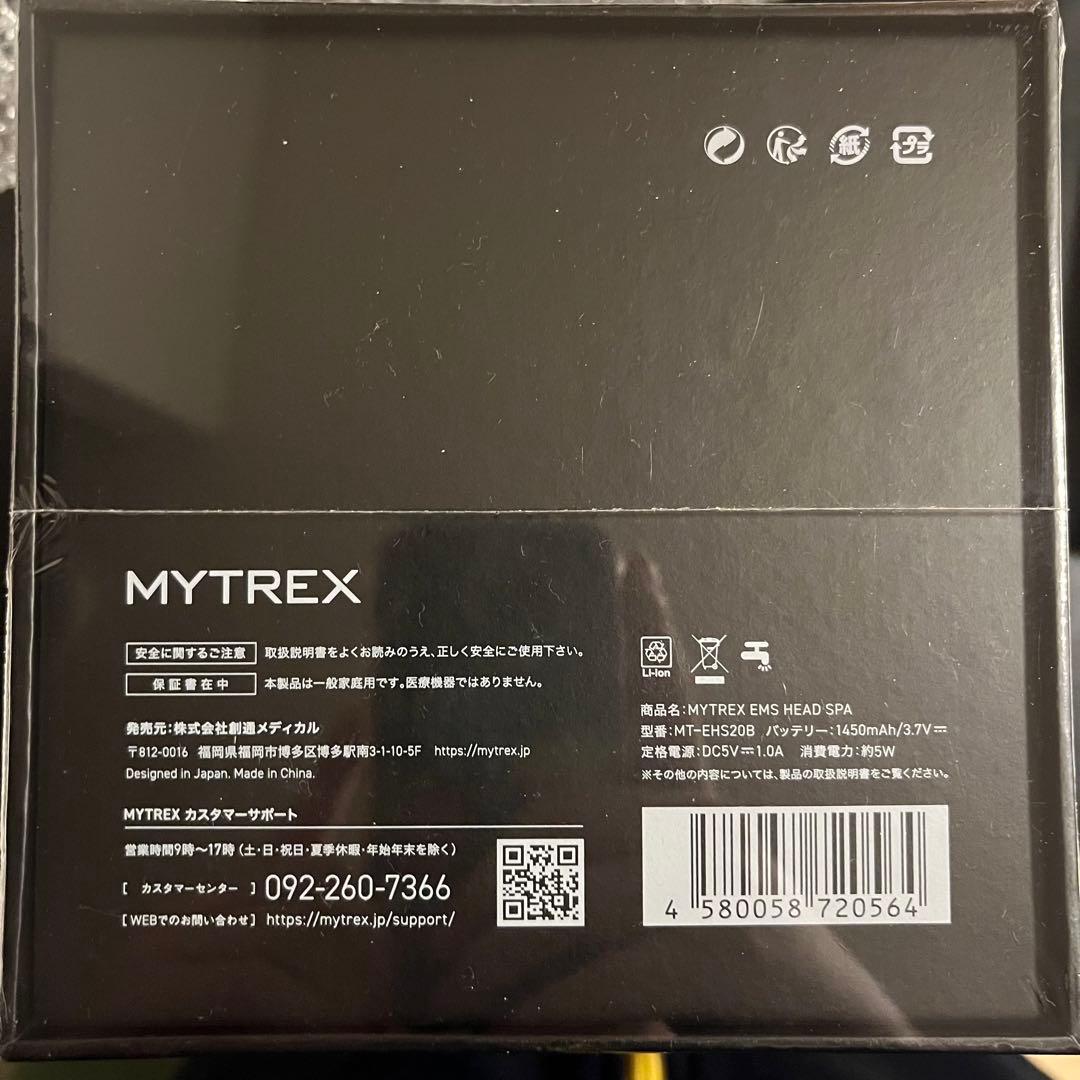 紙
プラ
MYTREX
安全に関するご注意 取扱説明書をよくお読みのうえ、正しく安全にご使用下さい。
保証書在中 本製品は一般家庭用です。医療機器ではありません。
発売元:株式会社創通メディカル
〒812-0016 福岡県福岡市博多区博多駅南3-1-10-5F https://mytrex.jp
Designed in Japan. Made in China.
MYTREX カスタマーサポート
営業時間9時〜17時(土・日・祝日・夏季休暇・年始年末を除く)
[ カスタマーセンター ] 092-260-7366
[WEBでのお問い合わせ] https://mytrex.jp/support/
Li-ion
商品名:MYTREX EMS HEAD SPA
型番:MT-EHS20B バッテリー:1450mAh/3.7V⎓
定格電源:DC5V⎓1.0A 消費電力:約5W
※その他の内容については、製品の取扱説明書をご覧ください。
4 580058 720564